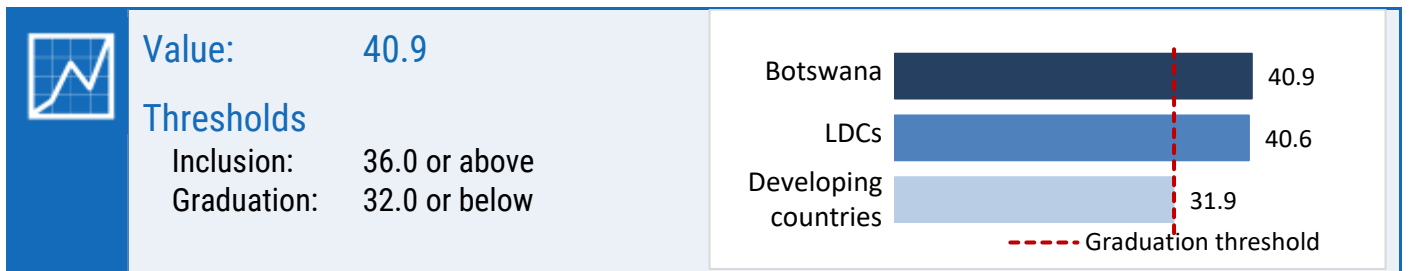 Value: 40.9
Thresholds
Inclusion: 36.0 or above
Graduation: 32.0 or below
Botswana 40.9
LDCs 40.6
Developing
countries 31.9
Graduation threshold